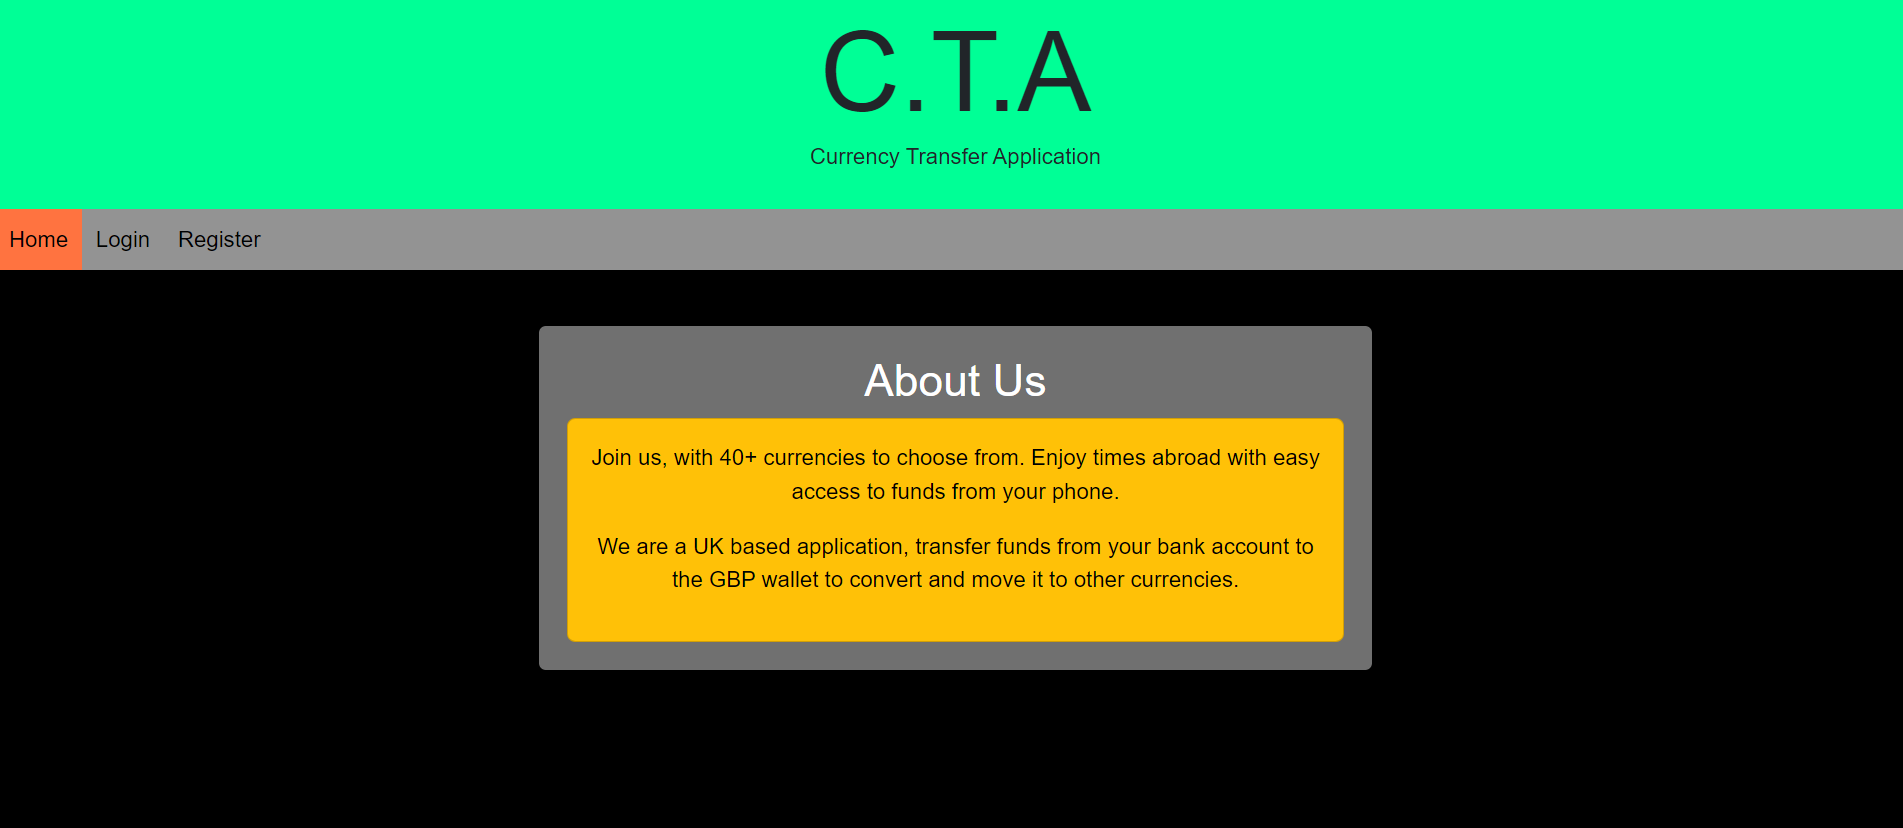 C.T.A
Currency Transfer Application
Home Login Register
About Us
Join us, with 40+ currencies to choose from. Enjoy times abroad with easy
access to funds from your phone.
We are a UK based application, transfer funds from your bank account to
the GBP wallet to convert and move it to other currencies.